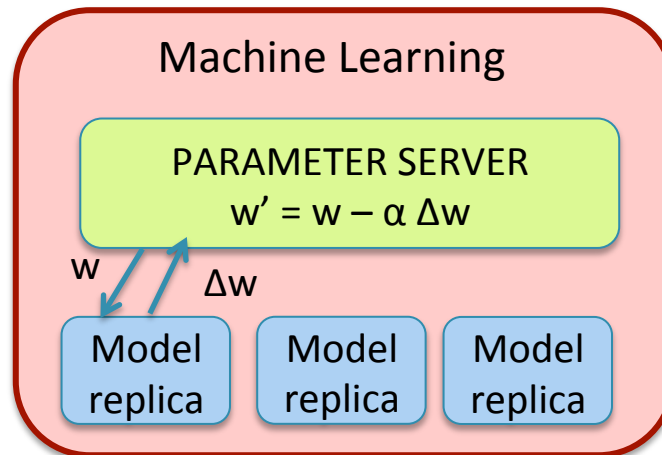 Machine Learning
PARAMETER SERVER
w’ = w – α Δw
w
Δw
Model
replica
Model
replica
Model
replica